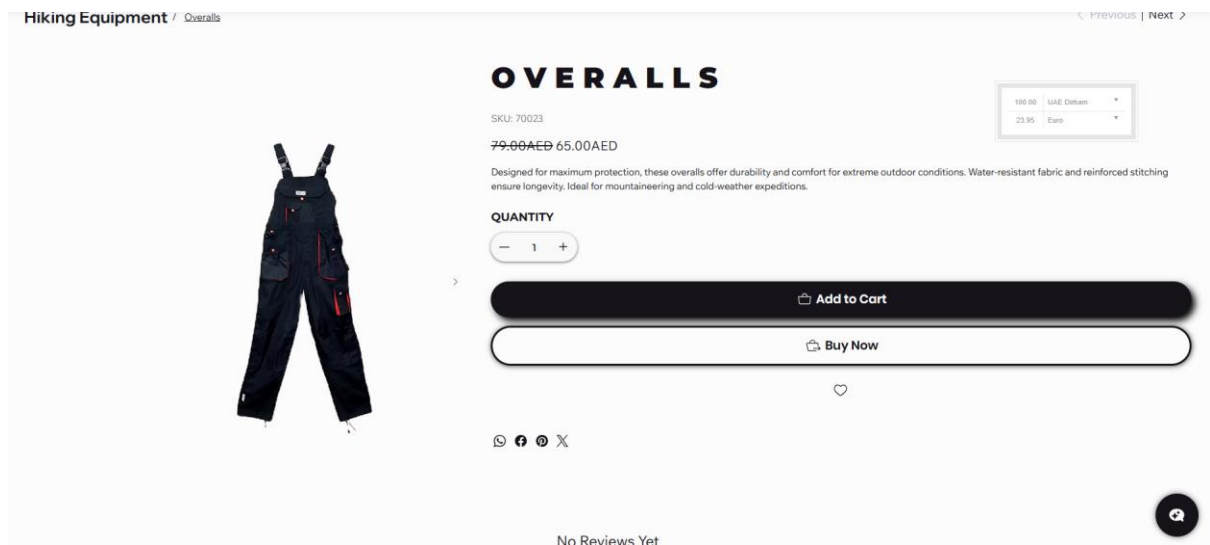 Hiking Equipment / Overalls
< Previous | Next >
OVERALLS
100.00 UAE Dirham
23.95 Euro
SKU: 70023
79.00AED 65.00AED
Designed for maximum protection, these overalls offer durability and comfort for extreme outdoor conditions. Water-resistant fabric and reinforced stitching
ensure longevity. Ideal for mountaineering and cold-weather expeditions.
QUANTITY
− 1 +
Add to Cart
Buy Now
No Reviews Yet